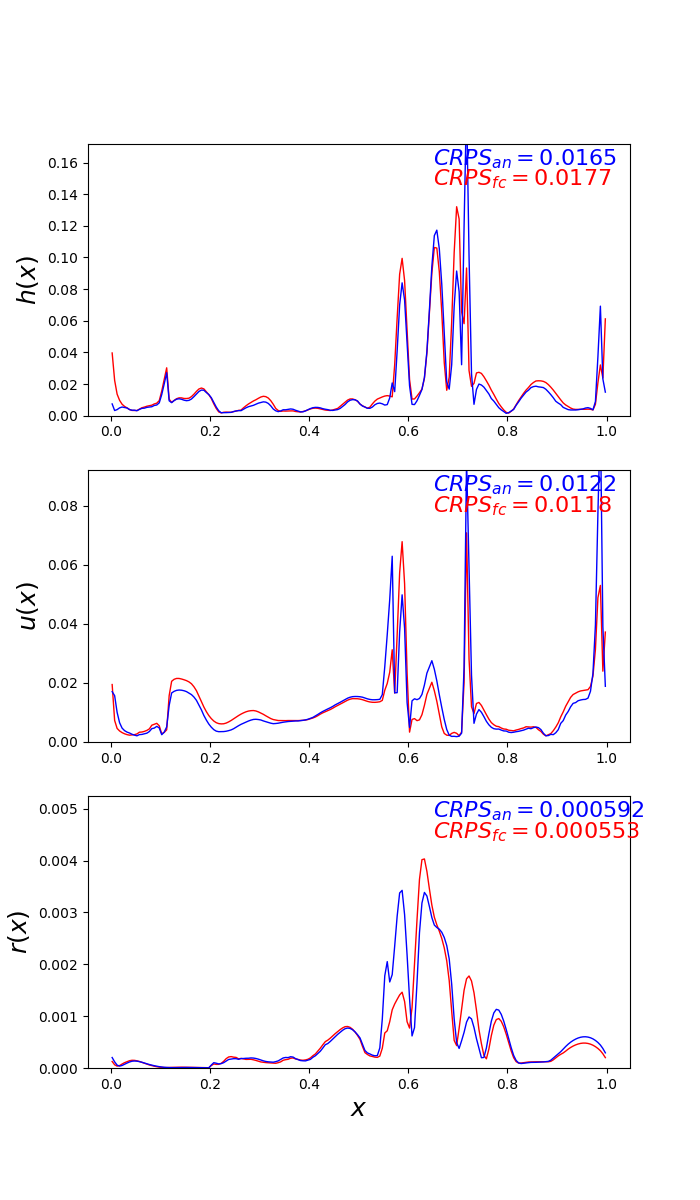 0.16
0.14
0.12
0.10
0.08
0.06
0.04
0.02
0.00
h(x)
CRPS_an = 0.0165
CRPS_fc = 0.0177
0.0 0.2 0.4 0.6 0.8 1.0
0.08
0.06
0.04
0.02
0.00
u(x)
CRPS_an = 0.0122
CRPS_fc = 0.0118
0.0 0.2 0.4 0.6 0.8 1.0
0.005
0.004
0.003
0.002
0.001
0.000
r(x)
CRPS_an = 0.000592
CRPS_fc = 0.000553
0.0 0.2 0.4 0.6 0.8 1.0
x